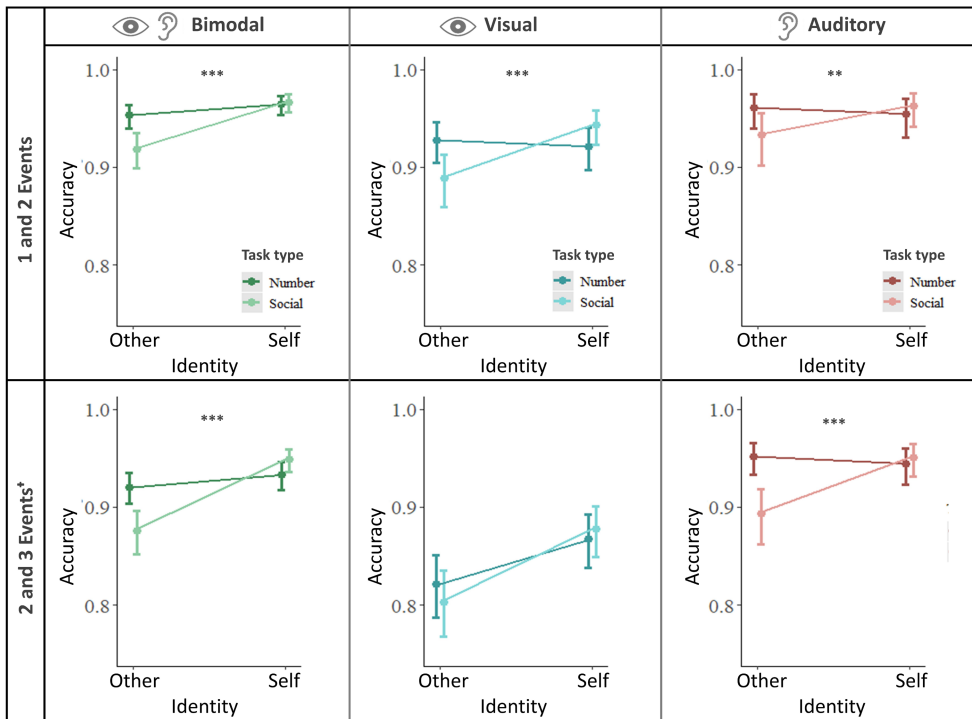 Bimodal
Visual
Auditory
1 and 2 Events
1.0
***
0.9
Accuracy
0.8
Task type
Number
Social
Other
Self
Identity
1.0
***
0.9
Accuracy
0.8
Task type
Number
Social
Other
Self
Identity
1.0
**
0.9
Accuracy
0.8
Task type
Number
Social
Other
Self
Identity
2 and 3 Events⁺
1.0
***
0.9
Accuracy
0.8
Other
Self
Identity
1.0
0.9
Accuracy
0.8
Other
Self
Identity
1.0
***
0.9
Accuracy
0.8
Other
Self
Identity